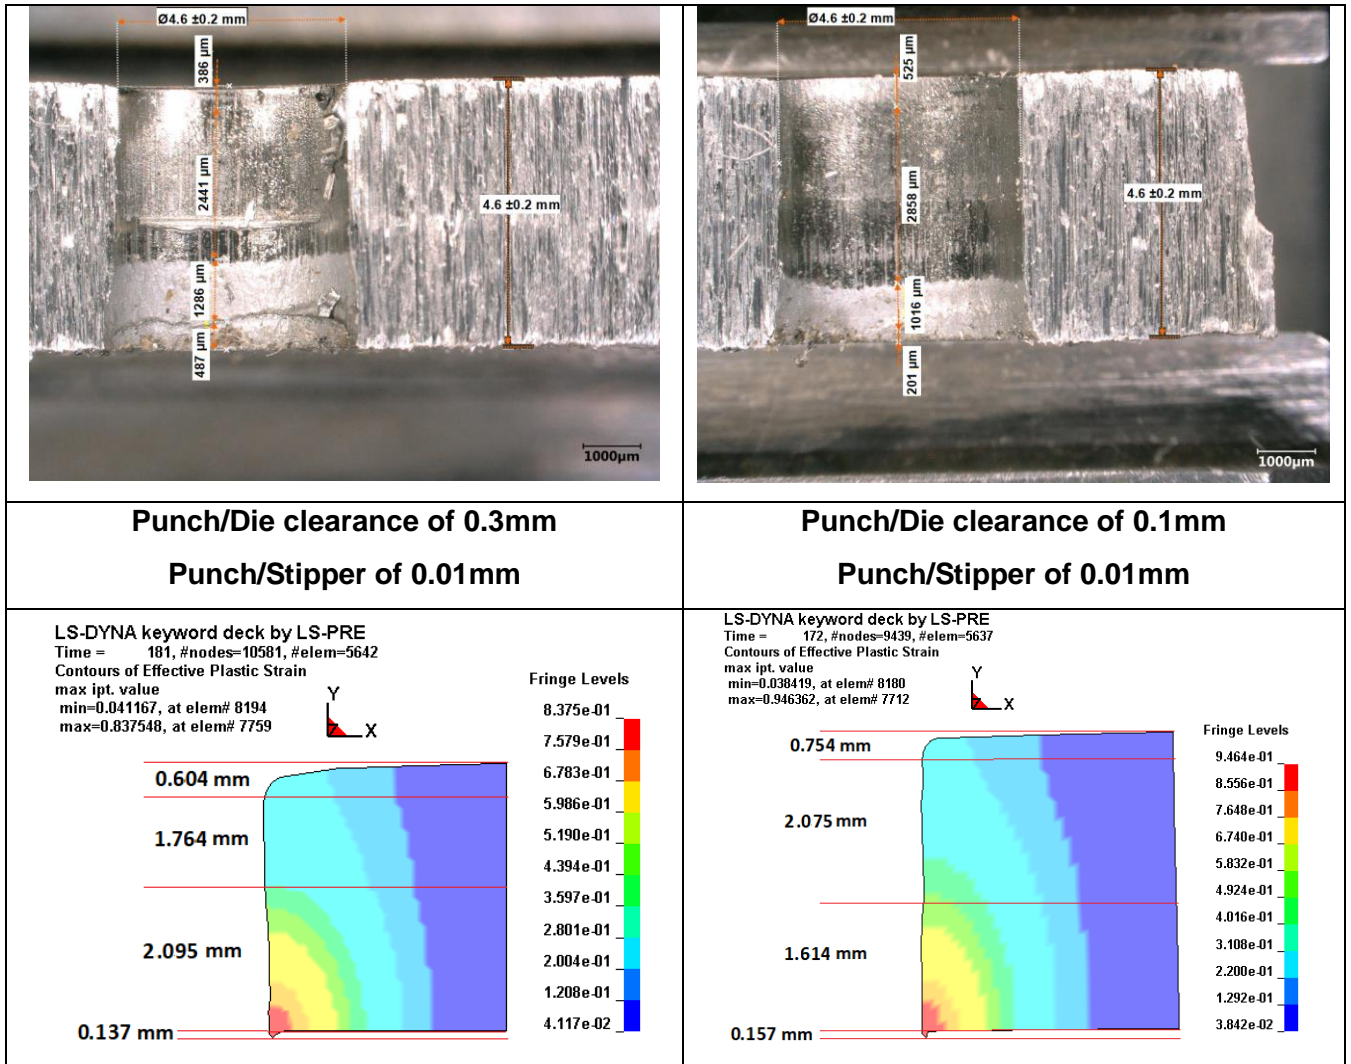 Ø4.6 ±0.2 mm
386 µm
2441 µm
1286 µm
487 µm
4.6 ±0.2 mm
1000µm
Ø4.6 ±0.2 mm
525 µm
2858 µm
1016 µm
201 µm
4.6 ±0.2 mm
1000µm
Punch/Die clearance of 0.3mm
Punch/Stipper of 0.01mm
Punch/Die clearance of 0.1mm
Punch/Stipper of 0.01mm
LS-DYNA keyword deck by LS-PRE
Time = 181, #nodes=10581, #elem=5642
Contours of Effective Plastic Strain
max ipt. value
min=0.041167, at elem# 8194
max=0.837548, at elem# 7759
Y
Z
X
Fringe Levels
8.375e-01
7.579e-01
6.783e-01
5.986e-01
5.190e-01
4.394e-01
3.597e-01
2.801e-01
2.004e-01
1.208e-01
4.117e-02
0.604 mm
1.764 mm
2.095 mm
0.137 mm
LS-DYNA keyword deck by LS-PRE
Time = 172, #nodes=9439, #elem=5637
Contours of Effective Plastic Strain
max ipt. value
min=0.038419, at elem# 8180
max=0.946362, at elem# 7712
Y
Z
X
Fringe Levels
9.464e-01
8.556e-01
7.648e-01
6.740e-01
5.832e-01
4.924e-01
4.016e-01
3.108e-01
2.200e-01
1.292e-01
3.842e-02
0.754 mm
2.075 mm
1.614 mm
0.157 mm